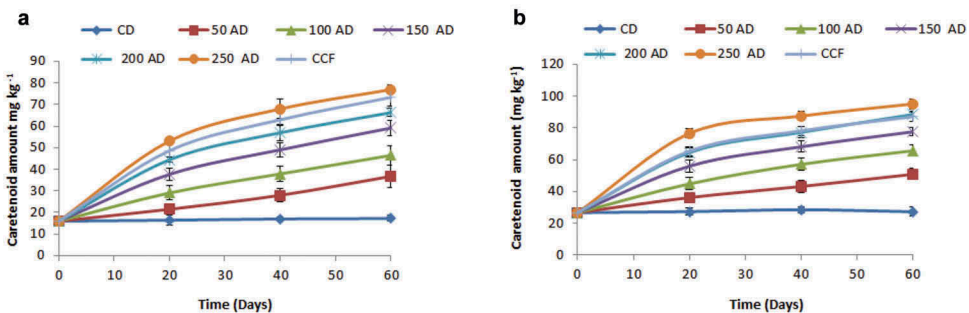 a
CD 50 AD 100 AD 150 AD
200 AD 250 AD CCF
Caretenoid amount mg kg-1
90
80
70
60
50
40
30
20
10
0
0 10 20 30 40 50 60
Time (Days)
b
CD 50 AD 100 AD 150 AD
200 AD 250 AD CCF
Caretenoid amount (mg kg-1)
120
100
80
60
40
20
0
0 10 20 30 40 50 60
Time (Days)